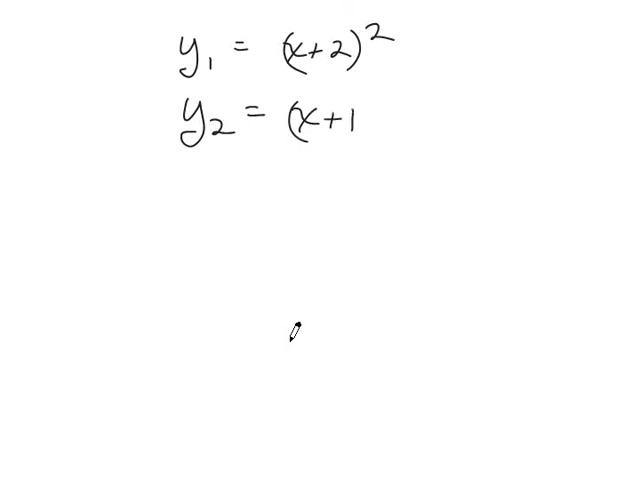 y₁ = (x+2)²
y₂ = (x+1